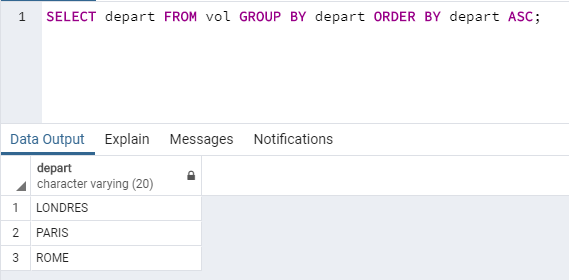 1 SELECT depart FROM vol GROUP BY depart ORDER BY depart ASC;
Data Output Explain Messages Notifications
depart
character varying (20)
1 LONDRES
2 PARIS
3 ROME